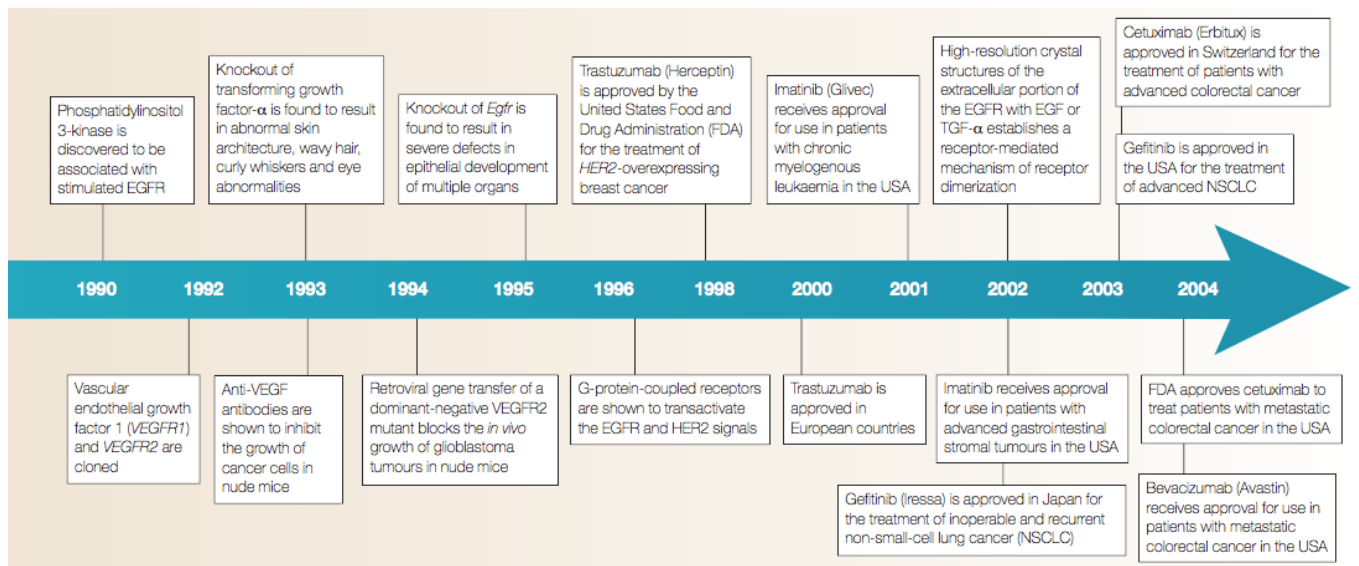 Phosphatidylinositol
3-kinase is
discovered to be
associated with
stimulated EGFR
Knockout of
transforming growth
factor-α is found to result
in abnormal skin
architecture, wavy hair,
curly whiskers and eye
abnormalities
Knockout of Egfr is
found to result in
severe defects in
epithelial development
of multiple organs
Trastuzumab (Herceptin)
is approved by the
United States Food and
Drug Administration (FDA)
for the treatment of
HER2-overexpressing
breast cancer
Imatinib (Glivec)
receives approval
for use in patients
with chronic
myelogenous
leukaemia in the USA
High-resolution crystal
structures of the
extracellular portion of
the EGFR with EGF or
TGF-α establishes a
receptor-mediated
mechanism of receptor
dimerization
Cetuximab (Erbitux) is
approved in Switzerland for the
treatment of patients with
advanced colorectal cancer
Gefitinib is approved in
the USA for the treatment
of advanced NSCLC
1990 1992 1993 1994 1995 1996 1998 2000 2001 2002 2003 2004
Vascular
endothelial growth
factor 1 (VEGFR1)
and VEGFR2 are
cloned
Anti-VEGF
antibodies are
shown to inhibit
the growth of
cancer cells in
nude mice
Retroviral gene transfer of a
dominant-negative VEGFR2
mutant blocks the in vivo
growth of glioblastoma
tumours in nude mice
G-protein-coupled receptors
are shown to transactivate
the EGFR and HER2 signals
Trastuzumab is
approved in
European countries
Imatinib receives approval
for use in patients with
advanced gastrointestinal
stromal tumours in the USA
Gefitinib (Iressa) is approved in Japan for
the treatment of inoperable and recurrent
non-small-cell lung cancer (NSCLC)
FDA approves cetuximab to
treat patients with metastatic
colorectal cancer in the USA
Bevacizumab (Avastin)
receives approval for use in
patients with metastatic
colorectal cancer in the USA